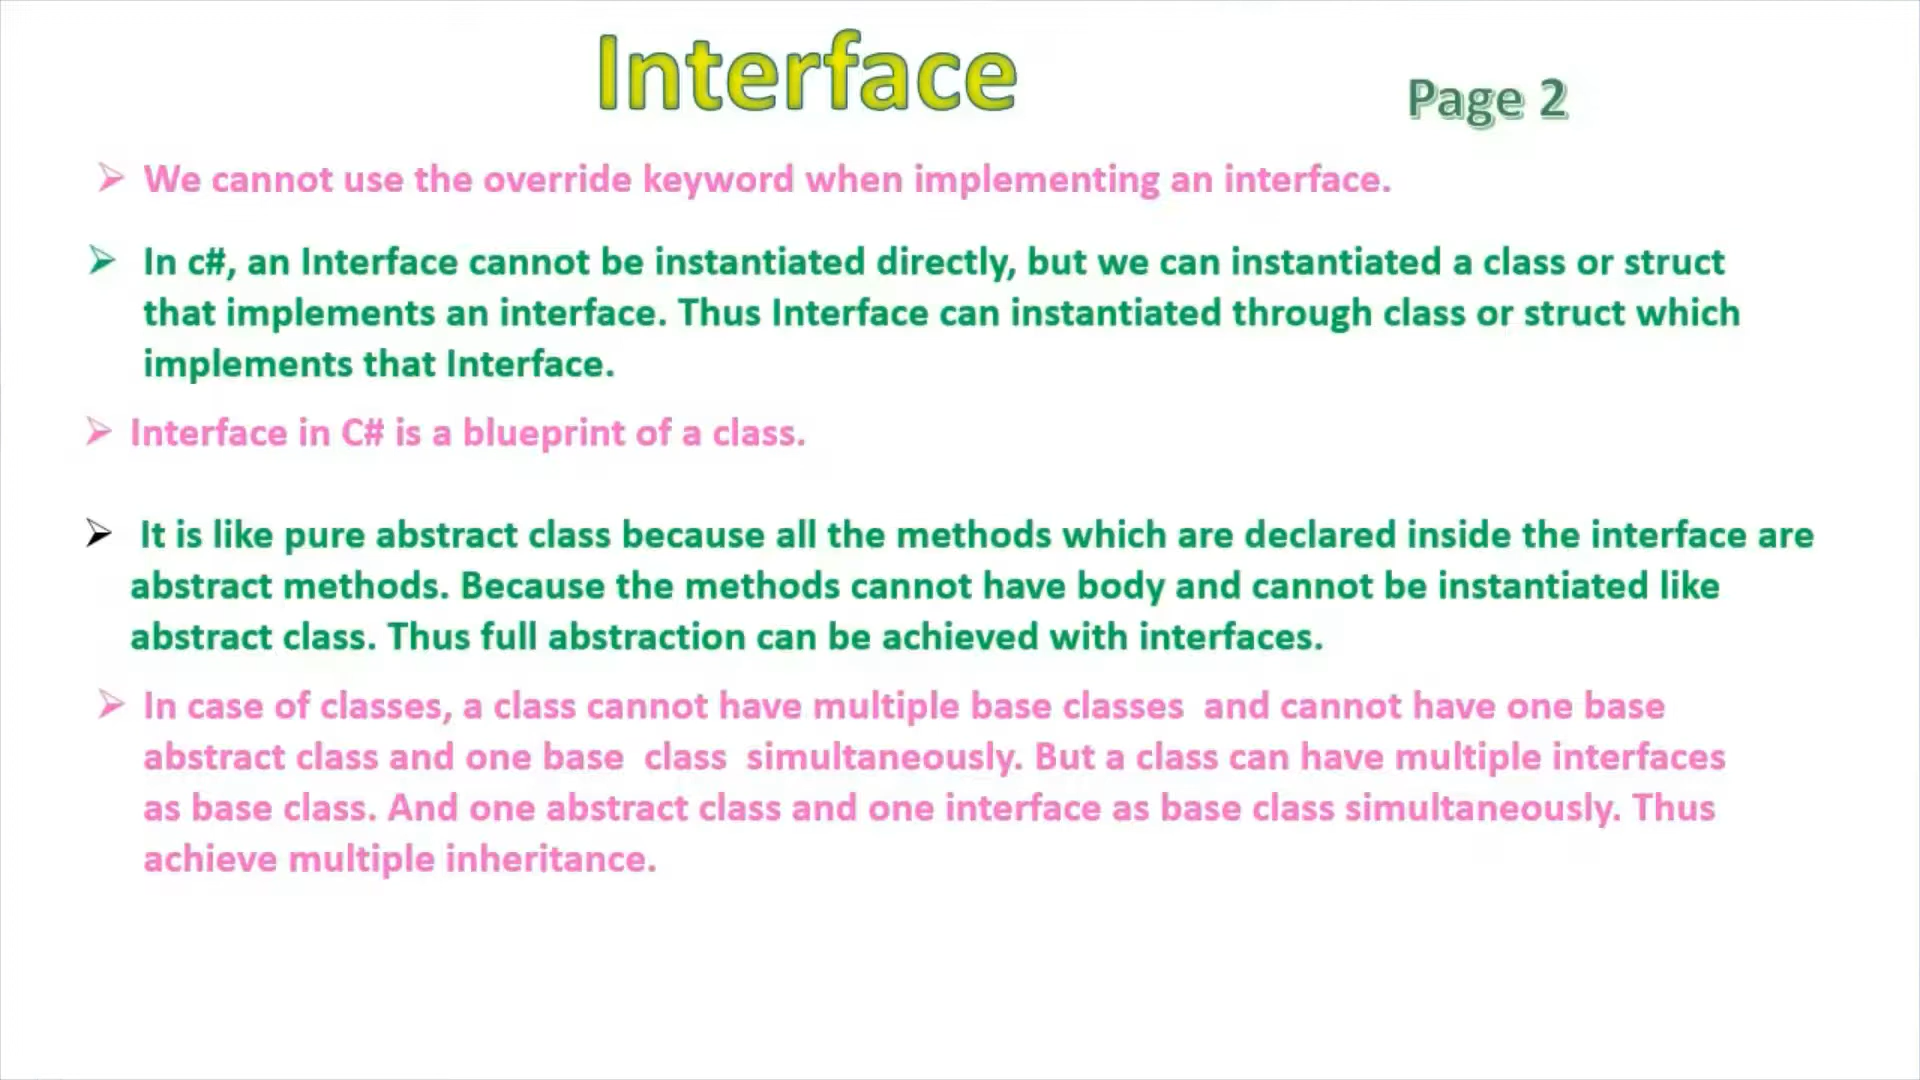 Interface
Page 2
We cannot use the override keyword when implementing an interface.
In c#, an Interface cannot be instantiated directly, but we can instantiated a class or struct
that implements an interface. Thus Interface can instantiated through class or struct which
implements that Interface.
Interface in C# is a blueprint of a class.
It is like pure abstract class because all the methods which are declared inside the interface are
abstract methods. Because the methods cannot have body and cannot be instantiated like
abstract class. Thus full abstraction can be achieved with interfaces.
In case of classes, a class cannot have multiple base classes and cannot have one base
abstract class and one base class simultaneously. But a class can have multiple interfaces
as base class. And one abstract class and one interface as base class simultaneously. Thus
achieve multiple inheritance.